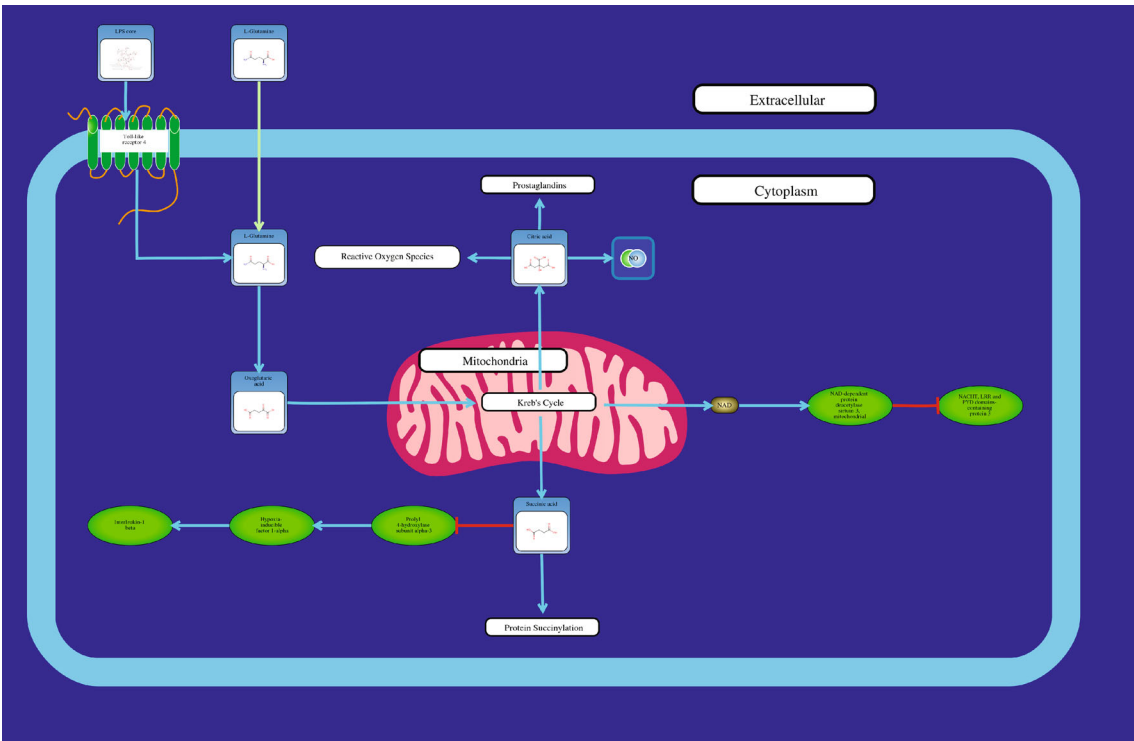 LPS core
L-Glutamine
Extracellular
Toll-like
receptor 4
Prostaglandins
Cytoplasm
L-Glutamine
Citric acid
Reactive Oxygen Species
NO
Mitochondria
Oxoglutaric
acid
Kreb's Cycle
NAD
NAD-dependent
protein
deacetylase
sirtuin-3,
mitochondrial
NACHT, LRR and
PYD domains-
containing
protein 3
Succinic acid
Interleukin-1
beta
Hypoxia-
inducible
factor 1-alpha
Prolyl
4-hydroxylase
subunit alpha-3
Protein Succinylation